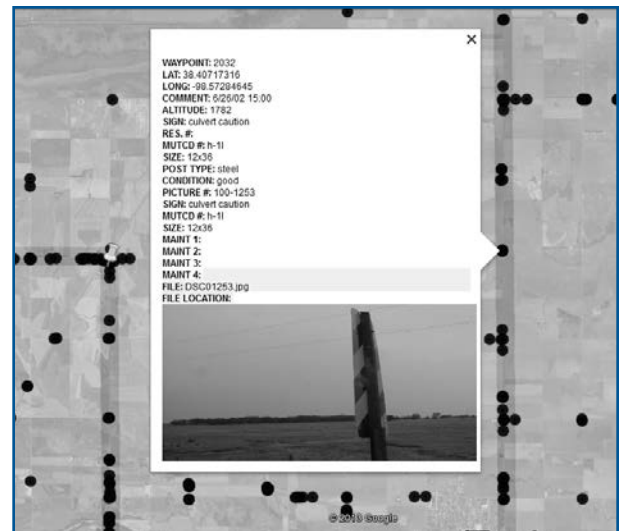 WAYPOINT: 2032
LAT: 38.40717316
LONG: -98.57284645
COMMENT: 6/26/02 15:00
ALTITUDE: 1782
SIGN: culvert caution
RES. #:
MUTCD #: h-1l
SIZE: 12x36
POST TYPE: steel
CONDITION: good
PICTURE #: 100-1253
SIGN: culvert caution
MUTCD #: h-1l
SIZE: 12x36
MAINT 1:
MAINT 2:
MAINT 3:
MAINT 4:
FILE: DSC01253.jpg
FILE LOCATION:
© 2013 Google